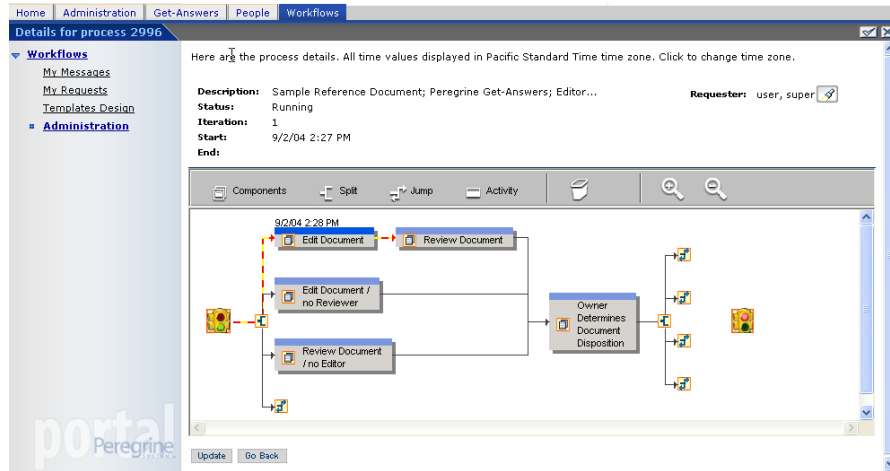 Home Administration Get-Answers People Workflows
Details for process 2996
Workflows
My Messages
My Requests
Templates Design
Administration
Here are the process details. All time values displayed in Pacific Standard Time time zone. Click to change time zone.
Description: Sample Reference Document; Peregrine Get-Answers; Editor...
Requester: user, super
Status: Running
Iteration: 1
Start: 9/2/04 2:27 PM
End:
Components Split Jump Activity
9/2/04 2:28 PM
Edit Document
Review Document
Edit Document /
no Reviewer
Owner
Determines
Document
Disposition
Review Document
/ no Editor
portal
Peregrine
Update Go Back